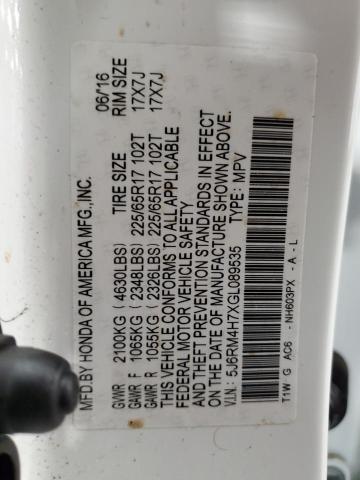 MFD.BY HONDA OF AMERICA MFG.,INC. 06/16
TIRE SIZE RIM SIZE
GVWR 2100KG (4630LBS)
GAWR F 1065KG (2348LBS) 225/65R17 102T 17X7J
GAWR R 1055KG (2328LBS) 225/65R17 102T 17X7J
THIS VEHICLE CONFORMS TO ALL APPLICABLE
FEDERAL MOTOR VEHICLE SAFETY
AND THEFT PREVENTION STANDARDS IN EFFECT
ON THE DATE OF MANUFACTURE SHOWN ABOVE.
V.I.N.: 5J6RM4H7XGL089535 TYPE: MPV
T1W G AC6 - NH603PX - A - L